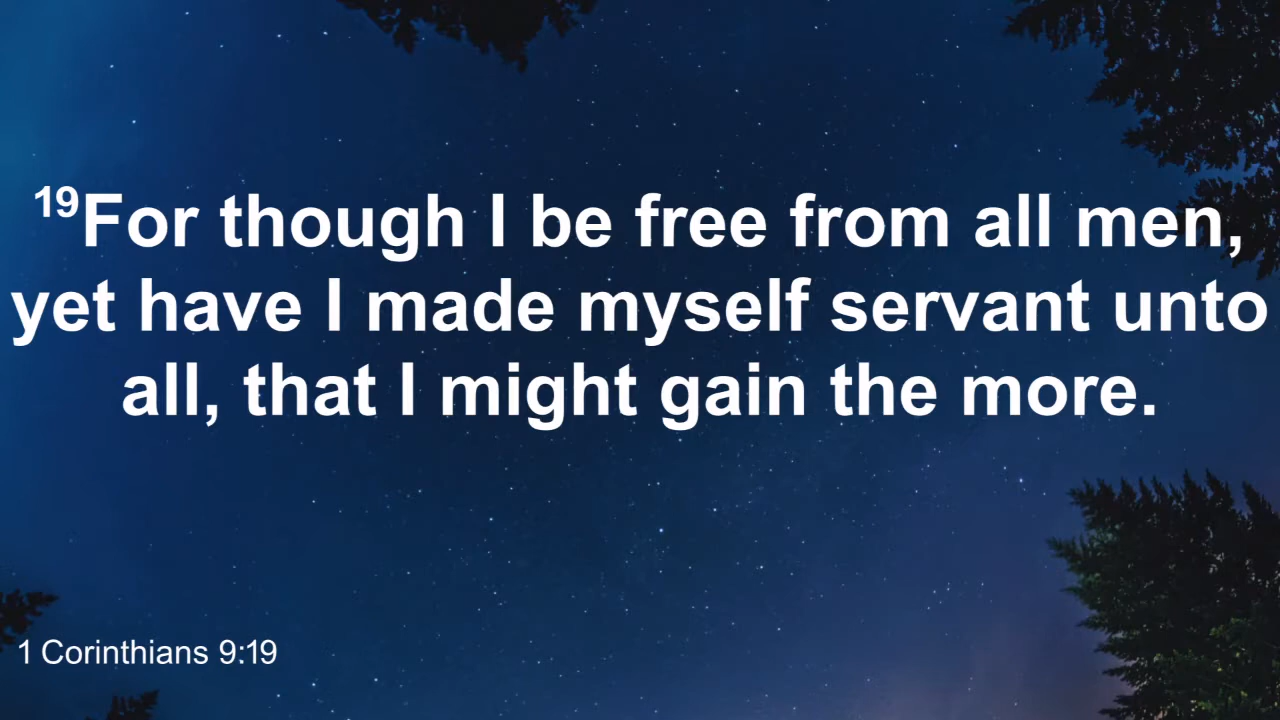 19For though I be free from all men,
yet have I made myself servant unto
all, that I might gain the more.
1 Corinthians 9:19